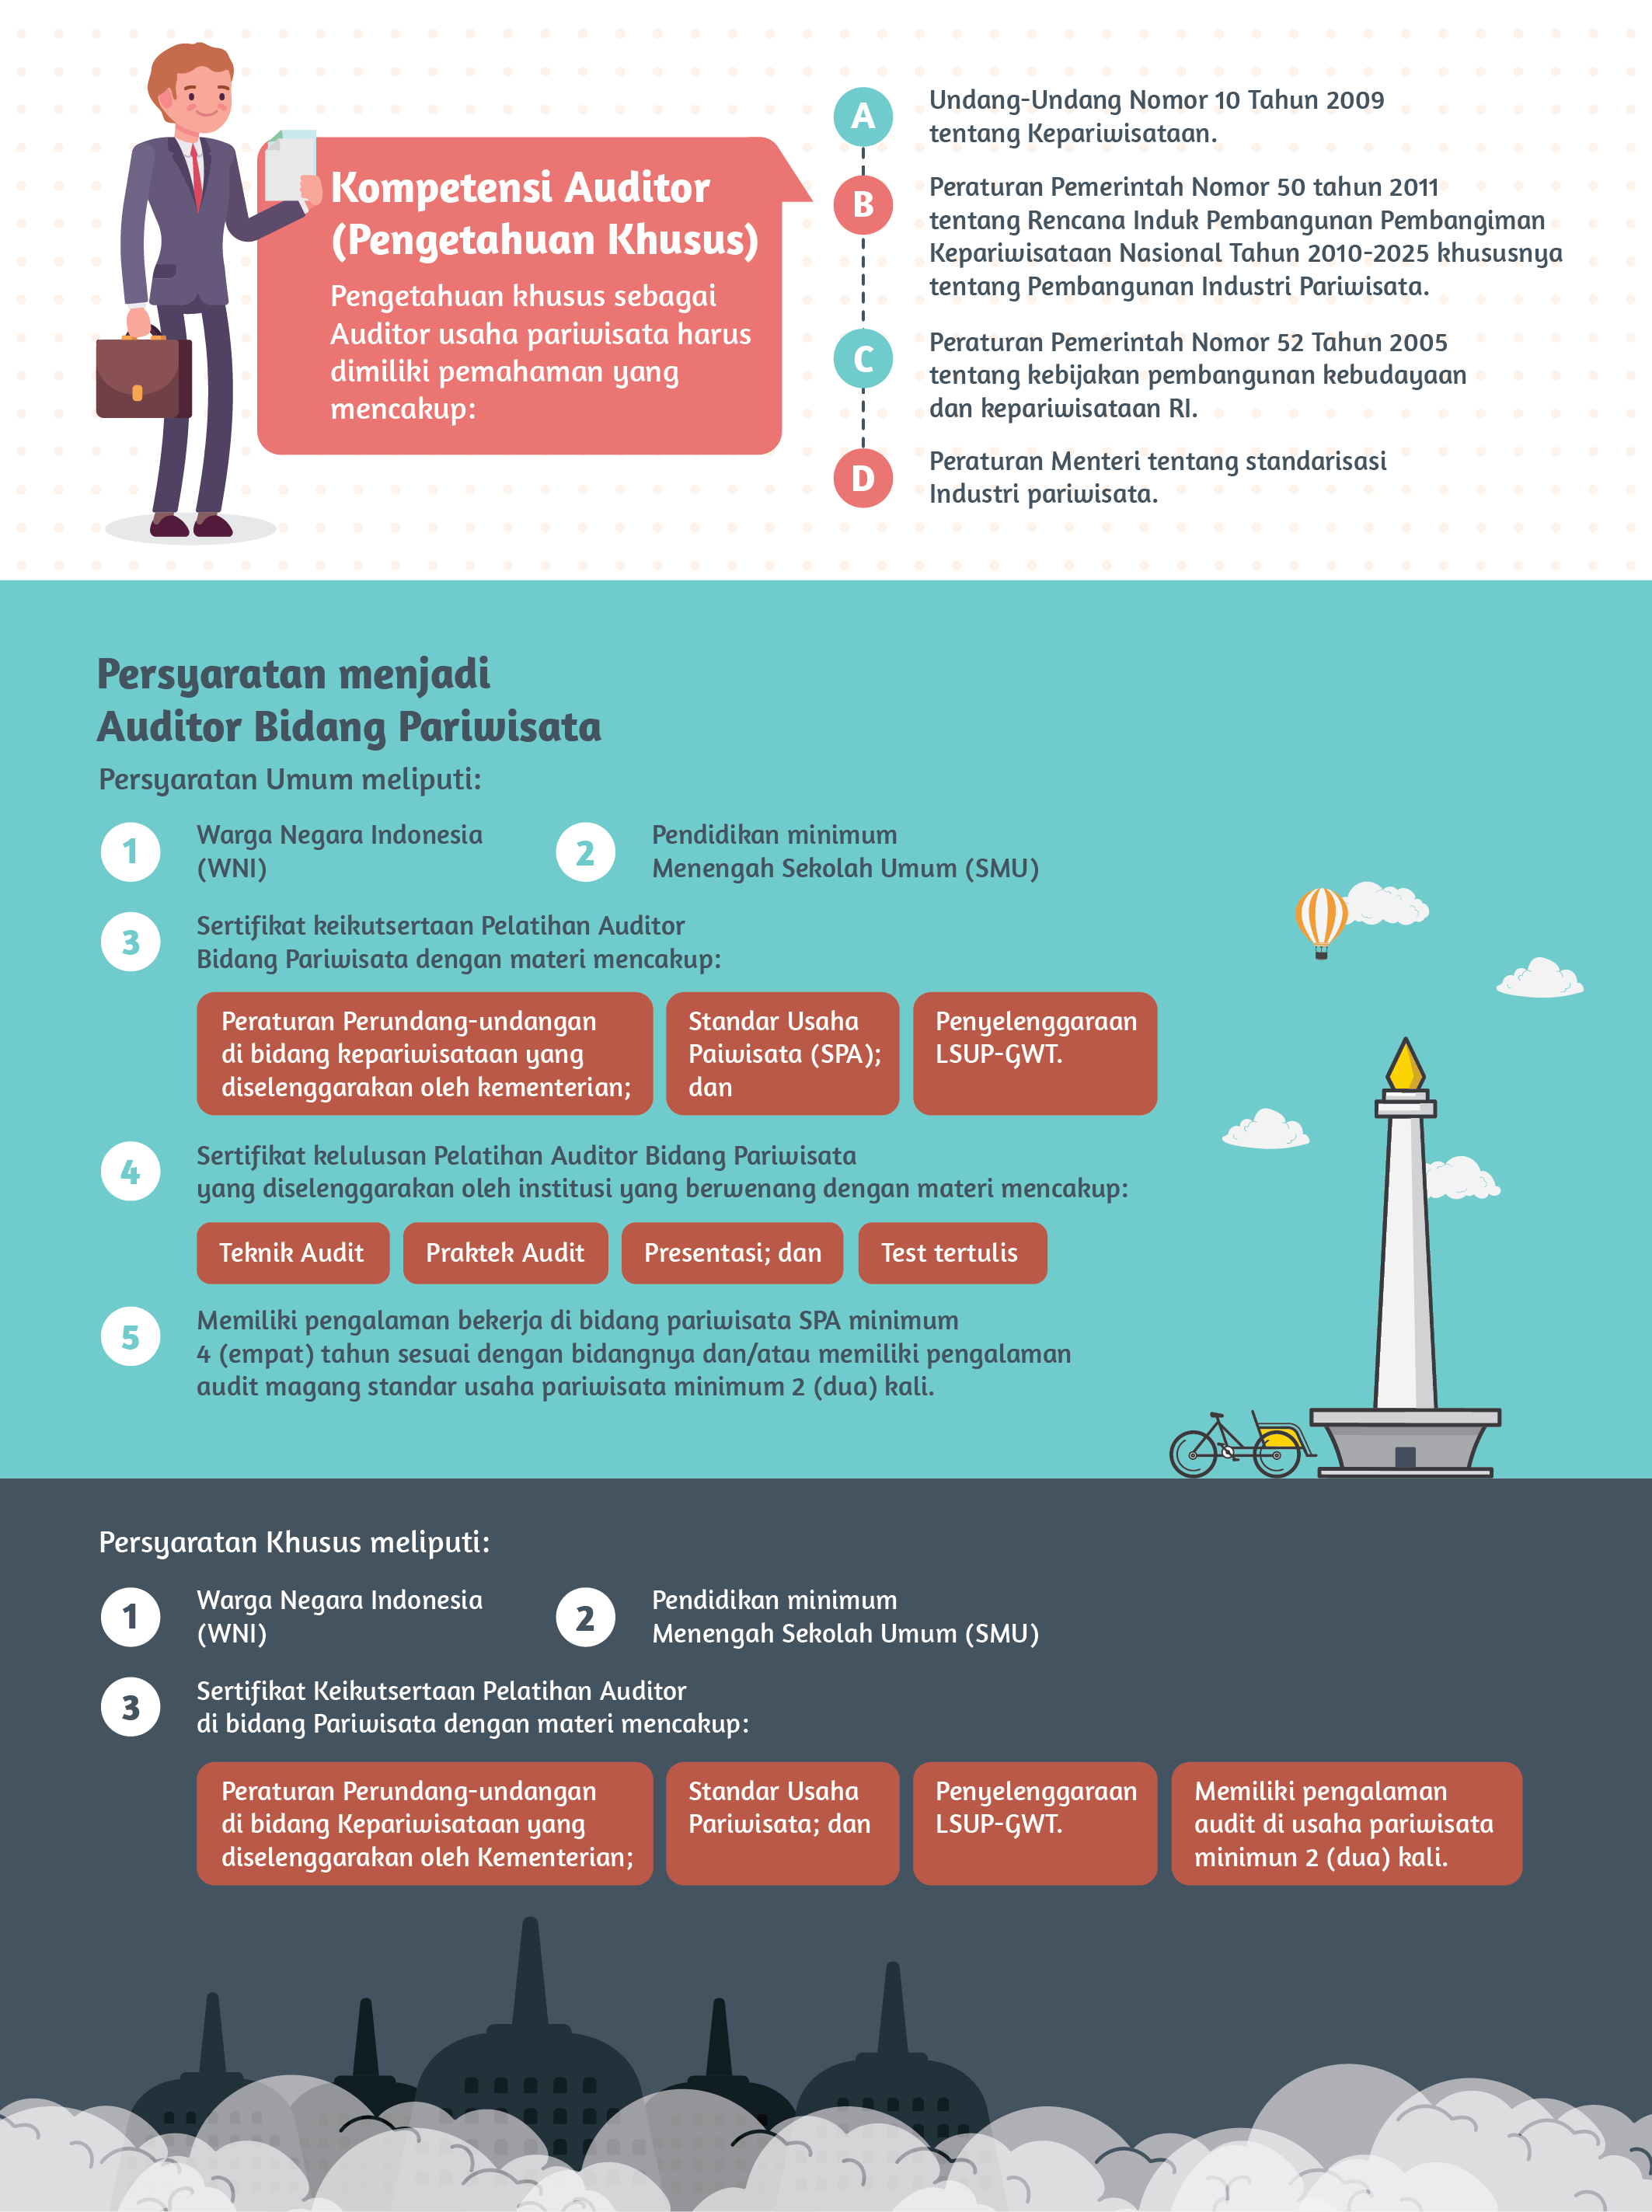 Kompetensi Auditor
(Pengetahuan Khusus)
Pengetahuan khusus sebagai
Auditor usaha pariwisata harus
dimiliki pemahaman yang
mencakup:
A
Undang-Undang Nomor 10 Tahun 2009
tentang Kepariwisataan.
B
Peraturan Pemerintah Nomor 50 tahun 2011
tentang Rencana Induk Pembangunan Pembangiman
Kepariwisataan Nasional Tahun 2010-2025 khususnya
tentang Pembangunan Industri Pariwisata.
C
Peraturan Pemerintah Nomor 52 Tahun 2005
tentang kebijakan pembangunan kebudayaan
dan kepariwisataan RI.
D
Peraturan Menteri tentang standarisasi
Industri pariwisata.
Persyaratan menjadi
Auditor Bidang Pariwisata
Persyaratan Umum meliputi:
1
Warga Negara Indonesia
(WNI)
2
Pendidikan minimum
Menengah Sekolah Umum (SMU)
3
Sertifikat keikutsertaan Pelatihan Auditor
Bidang Pariwisata dengan materi mencakup:
Peraturan Perundang-undangan
di bidang kepariwisataan yang
diselenggarakan oleh kementerian;
Standar Usaha
Paiwisata (SPA);
dan
Penyelenggaraan
LSUP-GWT.
4
Sertifikat kelulusan Pelatihan Auditor Bidang Pariwisata
yang diselenggarakan oleh institusi yang berwenang dengan materi mencakup:
Teknik Audit
Praktek Audit
Presentasi; dan
Test tertulis
5
Memiliki pengalaman bekerja di bidang pariwisata SPA minimum
4 (empat) tahun sesuai dengan bidangnya dan/atau memiliki pengalaman
audit magang standar usaha pariwisata minimum 2 (dua) kali.
Persyaratan Khusus meliputi:
1
Warga Negara Indonesia
(WNI)
2
Pendidikan minimum
Menengah Sekolah Umum (SMU)
3
Sertifikat Keikutsertaan Pelatihan Auditor
di bidang Pariwisata dengan materi mencakup:
Peraturan Perundang-undangan
di bidang Kepariwisataan yang
diselenggarakan oleh Kementerian;
Standar Usaha
Pariwisata; dan
Penyelenggaraan
LSUP-GWT.
Memiliki pengalaman
audit di usaha pariwisata
minimun 2 (dua) kali.